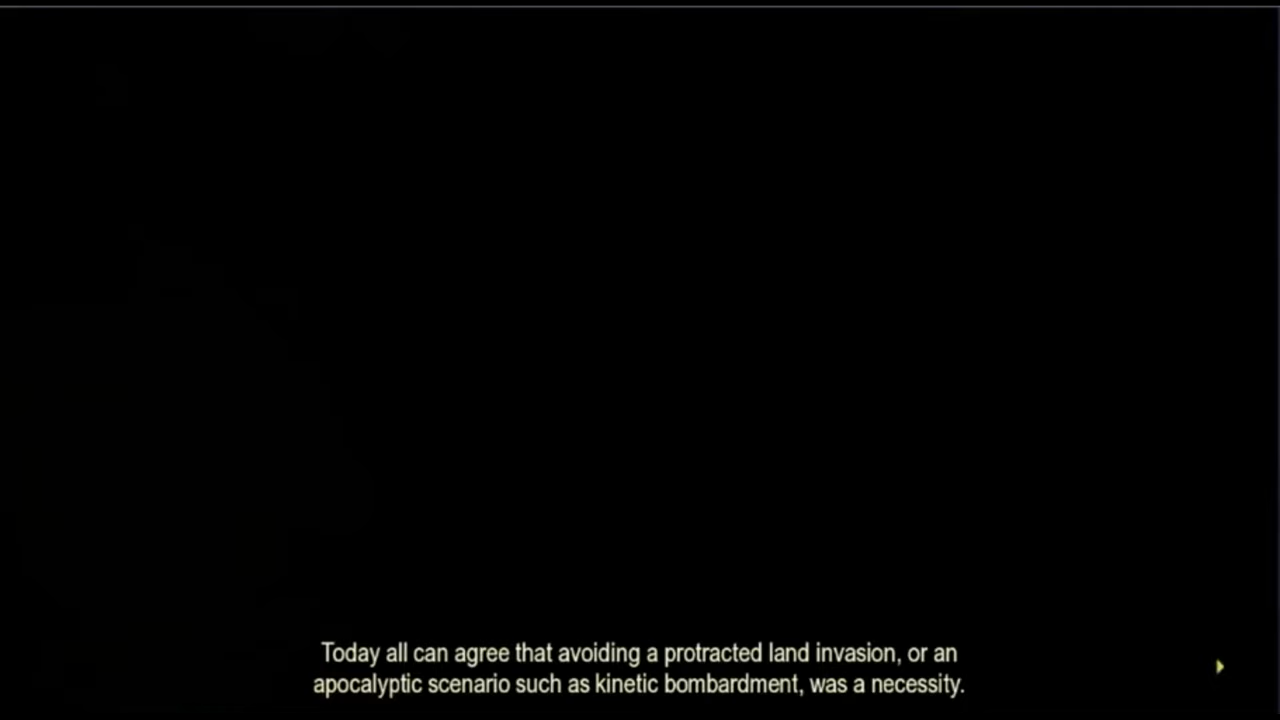 Today all can agree that avoiding a protracted land invasion, or an
apocalyptic scenario such as kinetic bombardment, was a necessity.